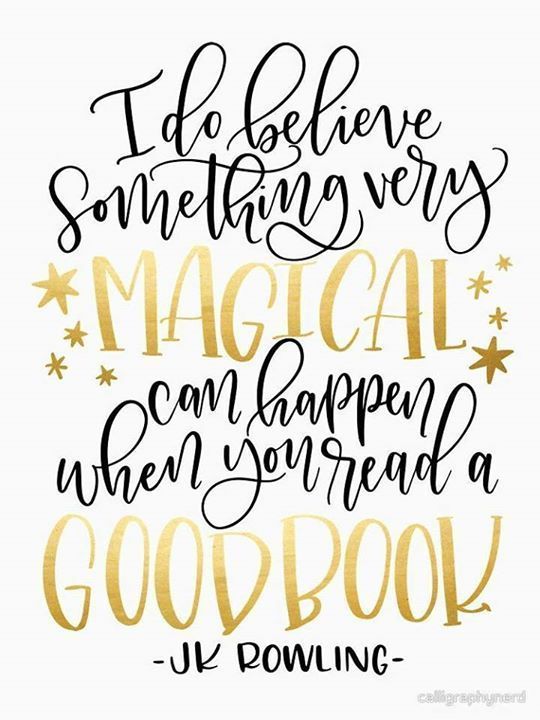 I do believe
something very
MAGICAL
can happen
when you read a
GOOD BOOK
-JK ROWLING-
calligraphynerd